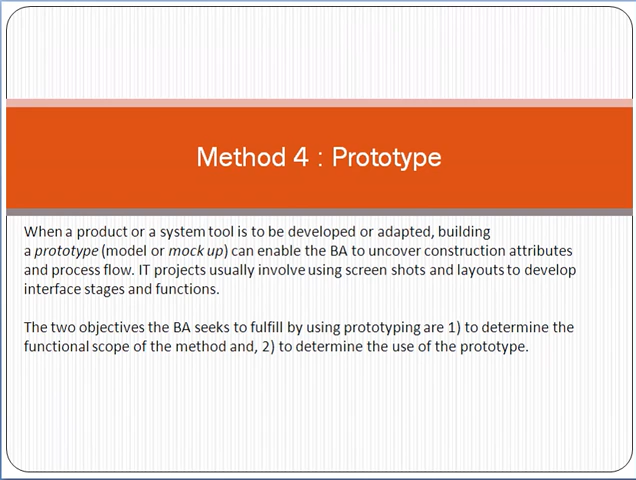 Method 4 : Prototype
When a product or a system tool is to be developed or adapted, building
a prototype (model or mock up) can enable the BA to uncover construction attributes
and process flow. IT projects usually involve using screen shots and layouts to develop
interface stages and functions.
The two objectives the BA seeks to fulfill by using prototyping are 1) to determine the
functional scope of the method and, 2) to determine the use of the prototype.